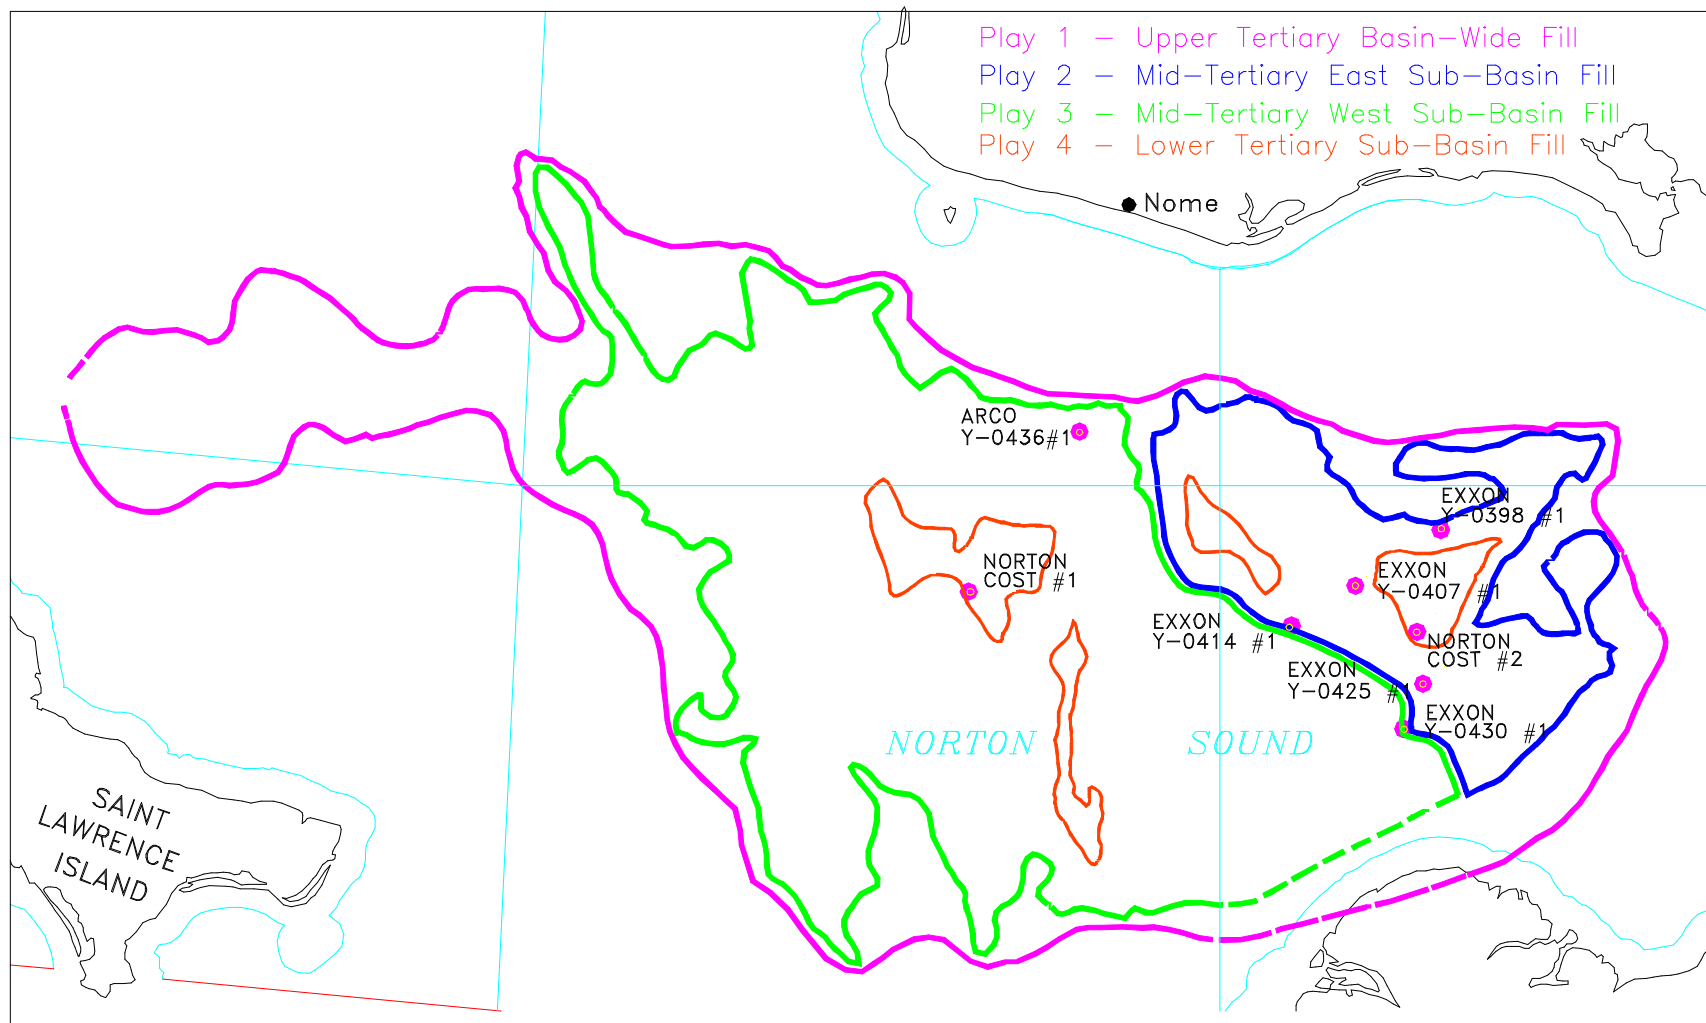 Play 1 - Upper Tertiary Basin-Wide Fill
Play 2 - Mid-Tertiary East Sub-Basin Fill
Play 3 - Mid-Tertiary West Sub-Basin Fill
Play 4 - Lower Tertiary Sub-Basin Fill
Nome
ARCO
Y-0436#1
EXXON
Y-0398 #1
NORTON
COST #1
EXXON
Y-0407 #1
EXXON
Y-0414 #1
NORTON
COST #2
EXXON
Y-0425 #1
EXXON
Y-0430 #1
NORTON SOUND
SAINT
LAWRENCE
ISLAND